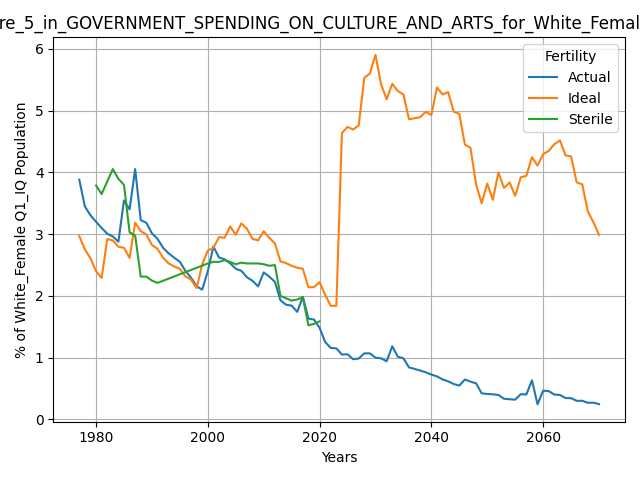 re_5_in_GOVERNMENT_SPENDING_ON_CULTURE_AND_ARTS_for_White_Femal
Fertility
Actual
Ideal
Sterile
% of White_Female Q1_IQ Population
6
5
4
3
2
1
0
1980 2000 2020 2040 2060
Years